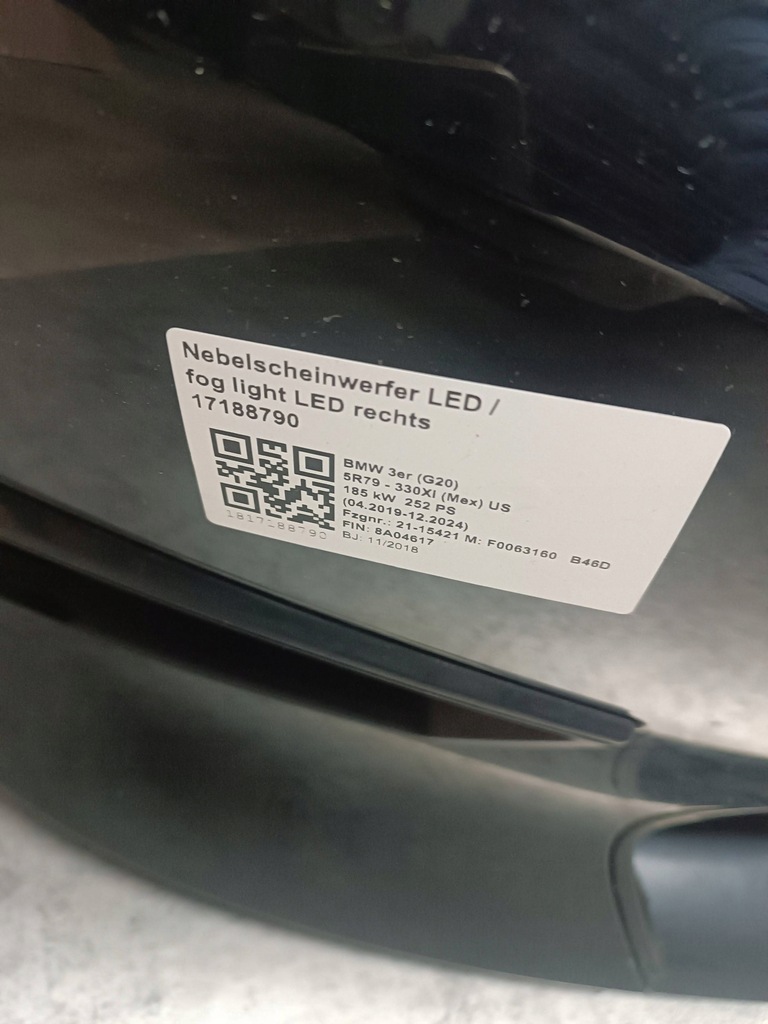 Nebelscheinwerfer LED /
fog light LED rechts
17188790
BMW 3er (G20)
5R79 - 330XI (Mex) US
185 kW 252 PS
(04.2019-12.2024)
Fzgnr.: 21-15421 M: F0063160 B46D
FIN: 8A04617
BJ: 11/2018
1817188790